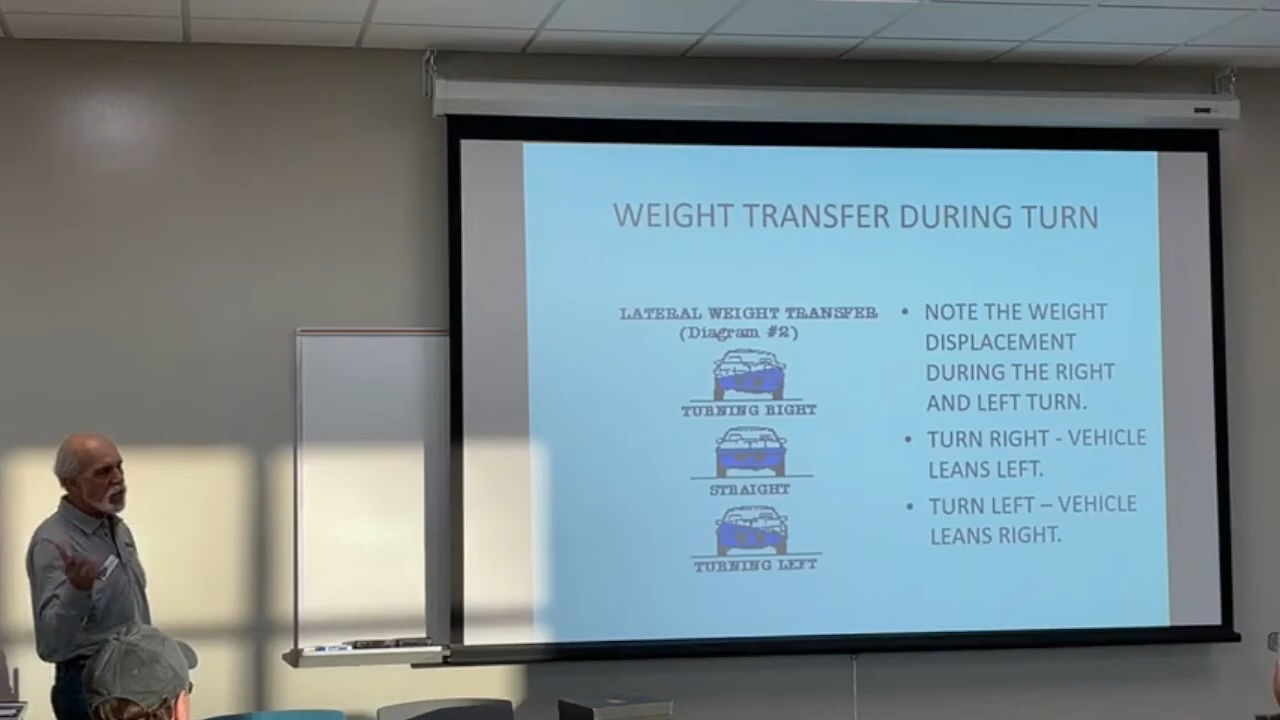 WEIGHT TRANSFER DURING TURN
LATERAL WEIGHT TRANSFER
(Diagram #2)
TURNING RIGHT
STRAIGHT
TURNING LEFT
• NOTE THE WEIGHT
DISPLACEMENT
DURING THE RIGHT
AND LEFT TURN.
• TURN RIGHT - VEHICLE
LEANS LEFT.
• TURN LEFT – VEHICLE
LEANS RIGHT.